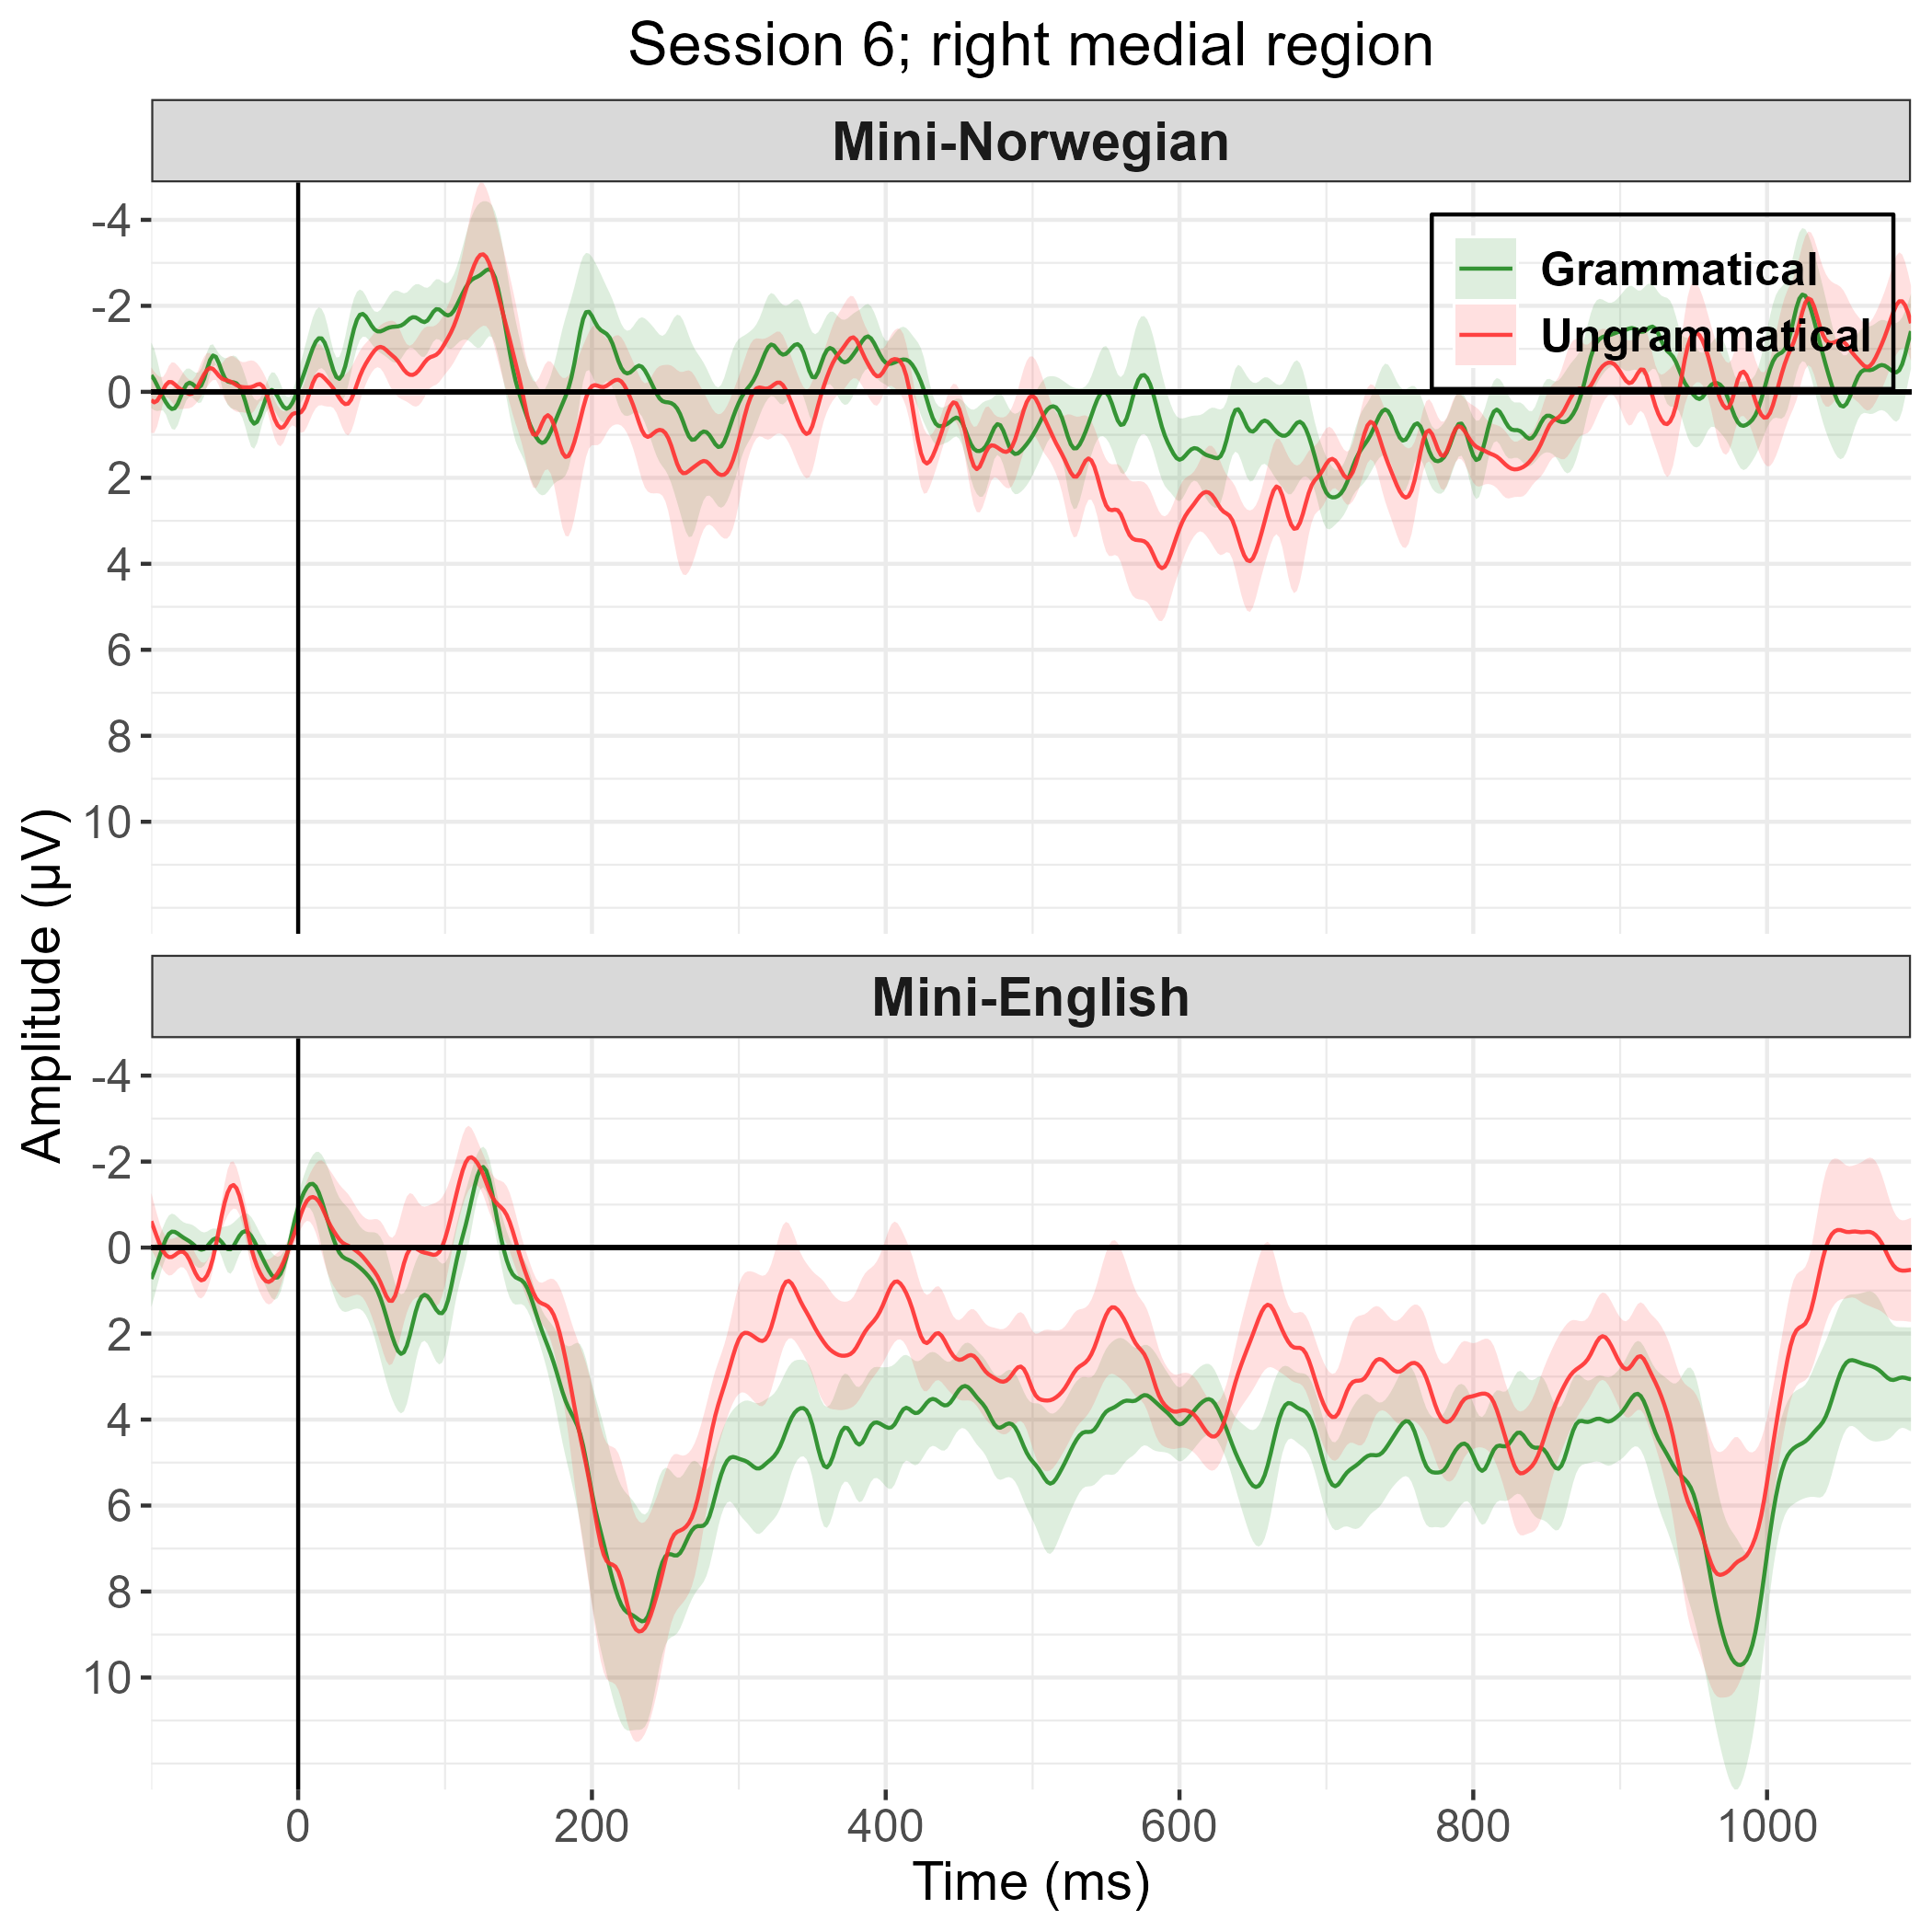 Session 6; right medial region
Mini-Norwegian
-4
-2
0
2
4
6
8
10
Grammatical
Ungrammatical
Amplitude (µV)
Mini-English
-4
-2
0
2
4
6
8
10
0 200 400 600 800 1000
Time (ms)